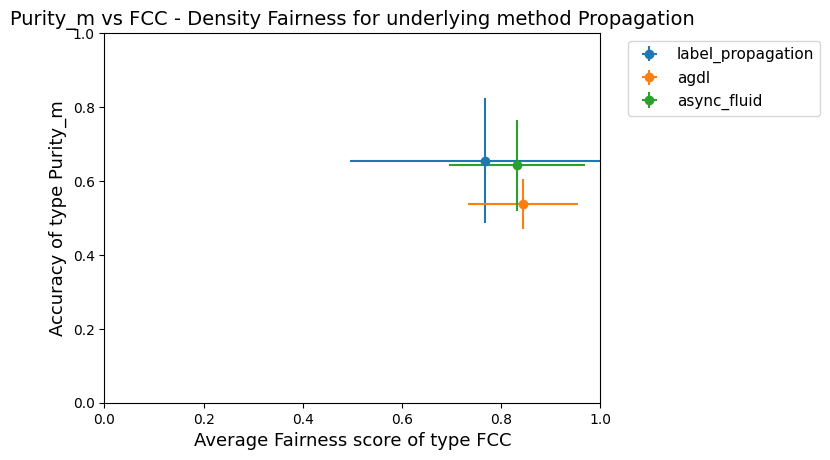 Purity_m vs FCC - Density Fairness for underlying method Propagation
label_propagation
agdl
async_fluid
Accuracy of type Purity_m
1.0
0.8
0.6
0.4
0.2
0.0
0.0 0.2 0.4 0.6 0.8 1.0
Average Fairness score of type FCC